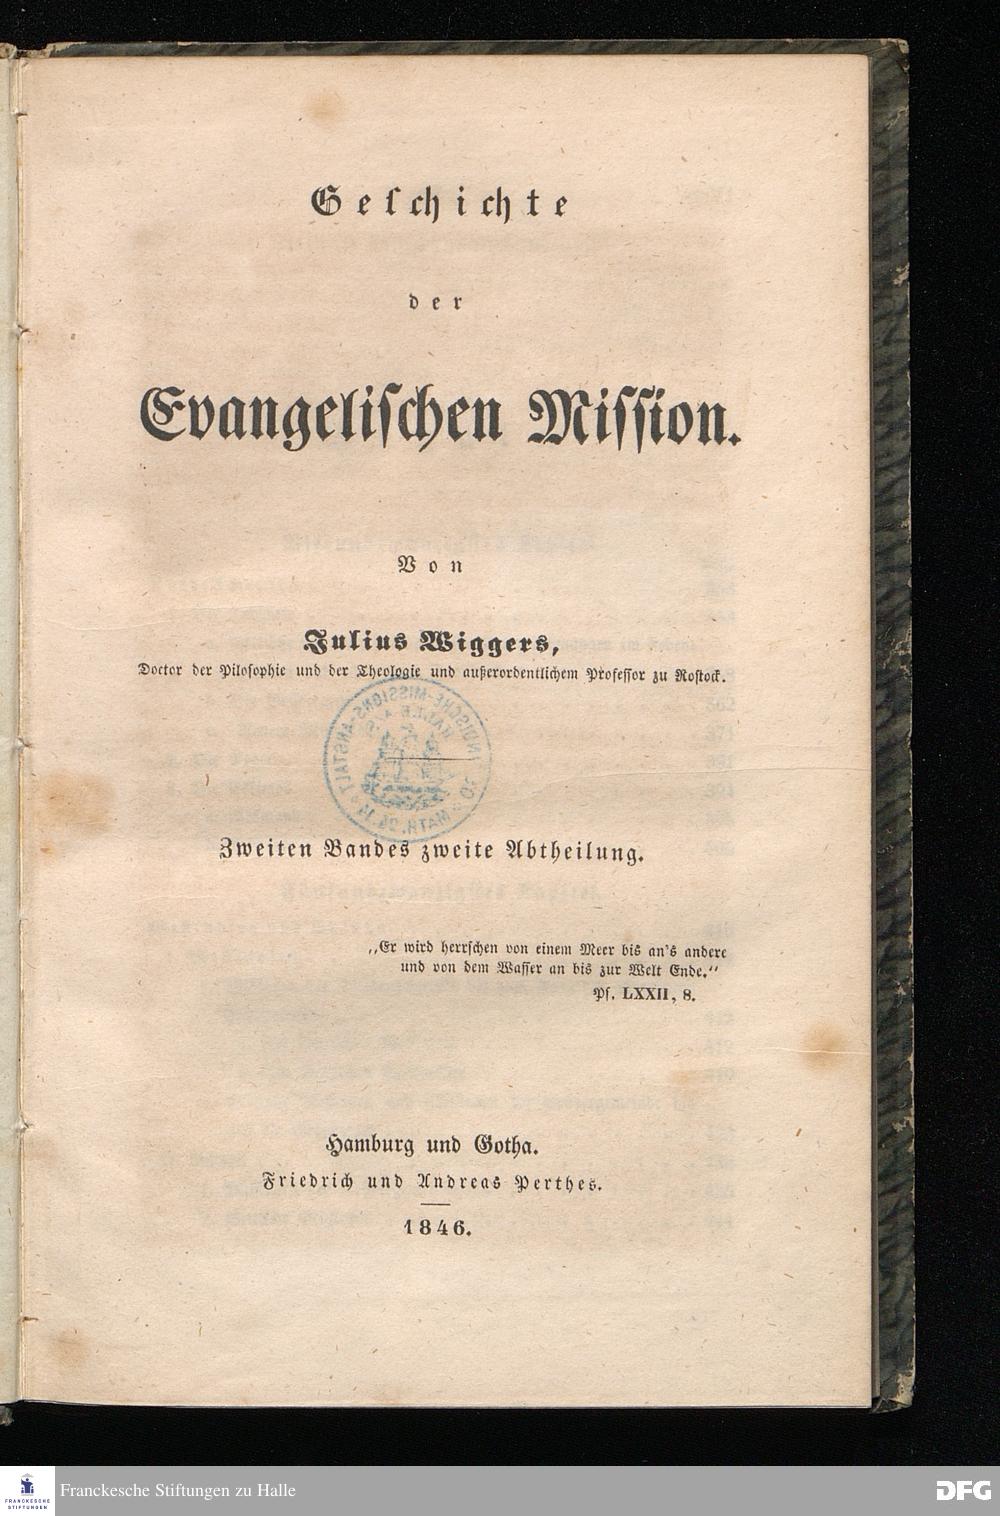 Geschichte
der
Evangelischen Mission.
Von
Julius Wiggers,
Doctor der Pilosophie und der Theologie und außerordentlichem Professor zu Rostock.
Zweiten Bandes zweite Abtheilung.
„Er wird herrschen von einem Meer bis an's andere
und von dem Wasser an bis zur Welt Ende.“
Ps. LXXII, 8.
Hamburg und Gotha.
Friedrich und Andreas Perthes.
1846.
FRANCKESCHE
STIFTUNGEN
Franckesche Stiftungen zu Halle
DFG